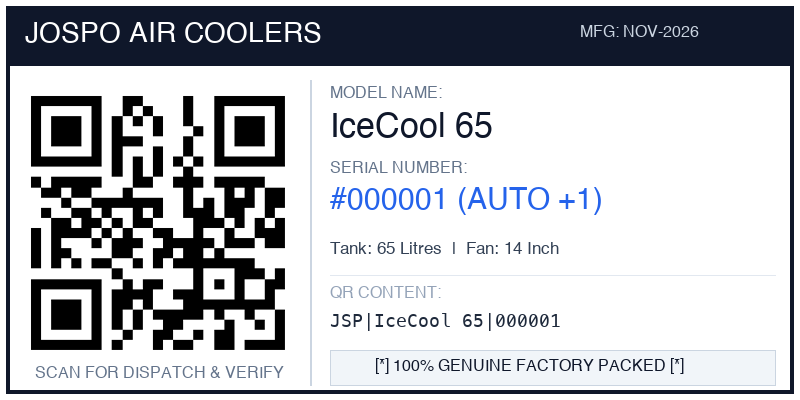 JOSPO AIR COOLERS
MFG: NOV-2026
MODEL NAME:
IceCool 65
SERIAL NUMBER:
#000001 (AUTO +1)
Tank: 65 Litres | Fan: 14 Inch
QR CONTENT:
JSP|IceCool 65|000001
[*] 100% GENUINE FACTORY PACKED [*]
SCAN FOR DISPATCH & VERIFY